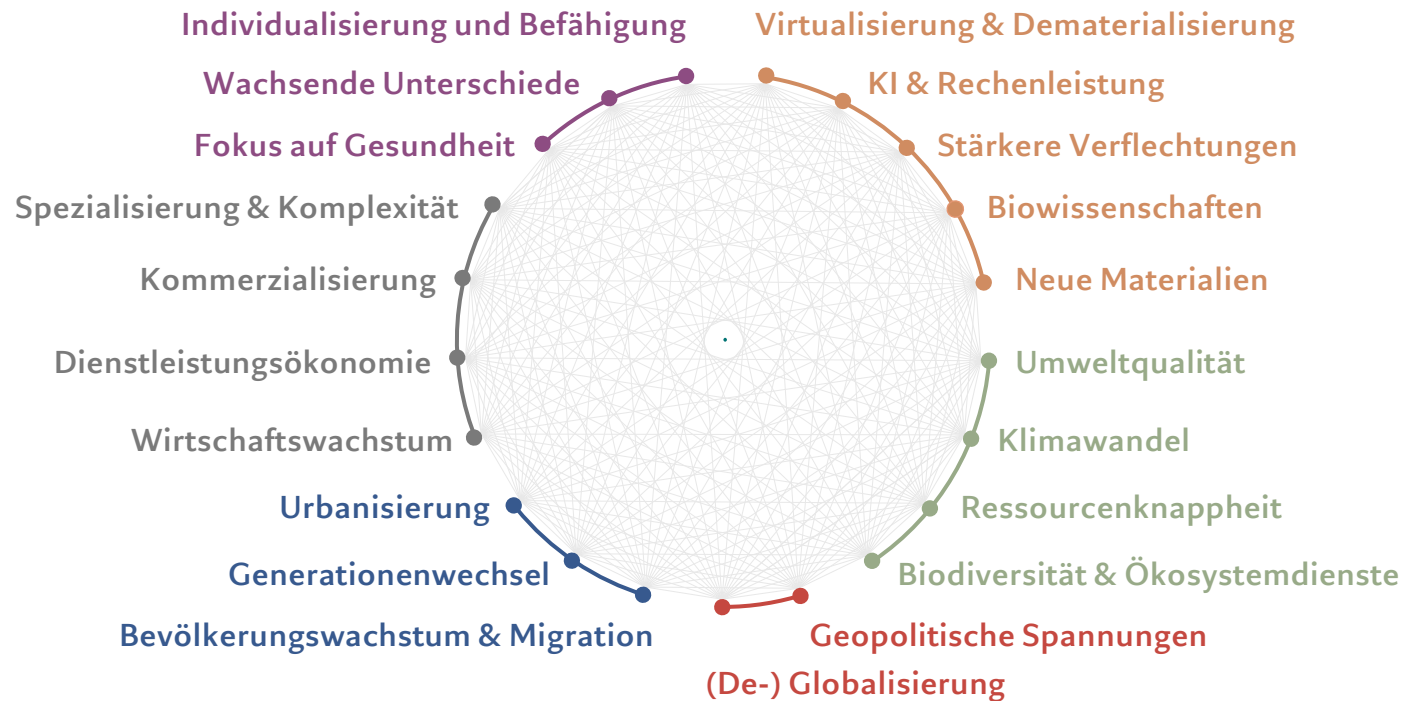 Individualisierung und Befähigung
Virtualisierung & Dematerialisierung
Wachsende Unterschiede
KI & Rechenleistung
Fokus auf Gesundheit
Stärkere Verflechtungen
Spezialisierung & Komplexität
Biowissenschaften
Kommerzialisierung
Neue Materialien
Dienstleistungsökonomie
Umweltqualität
Wirtschaftswachstum
Klimawandel
Urbanisierung
Ressourcenknappheit
Generationenwechsel
Biodiversität & Ökosystemdienste
Bevölkerungswachstum & Migration
Geopolitische Spannungen
(De-) Globalisierung